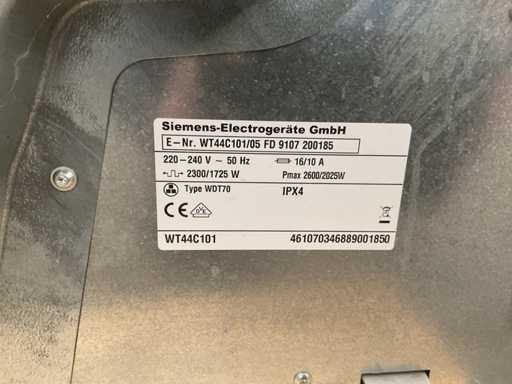 Siemens-Electrogeräte GmbH
E-Nr. WT44C101/05 FD 9107 200185
220-240 V ~ 50 Hz 16/10 A
2300/1725 W Pmax 2600/2025W
Type WDT70 IPX4
CE
WT44C101 461070346889001850